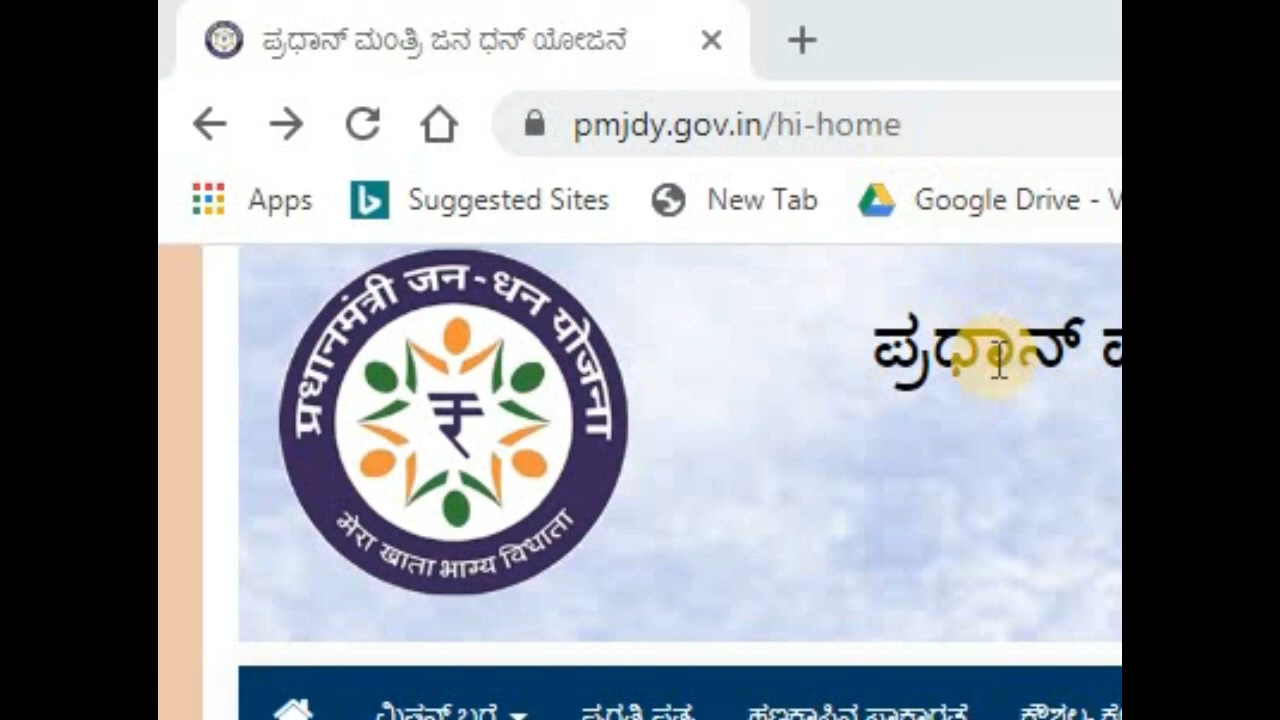 ಪ್ರಧಾನ್ ಮಂತ್ರಿ ಜನ ಧನ್ ಯೋಜನೆ
pmjdy.gov.in/hi-home
Apps Suggested Sites New Tab Google Drive -
प्रधानमंत्री जन-धन योजना
ಪ್ರಧಾನ್
मेरा खाता भाग्य विधाता